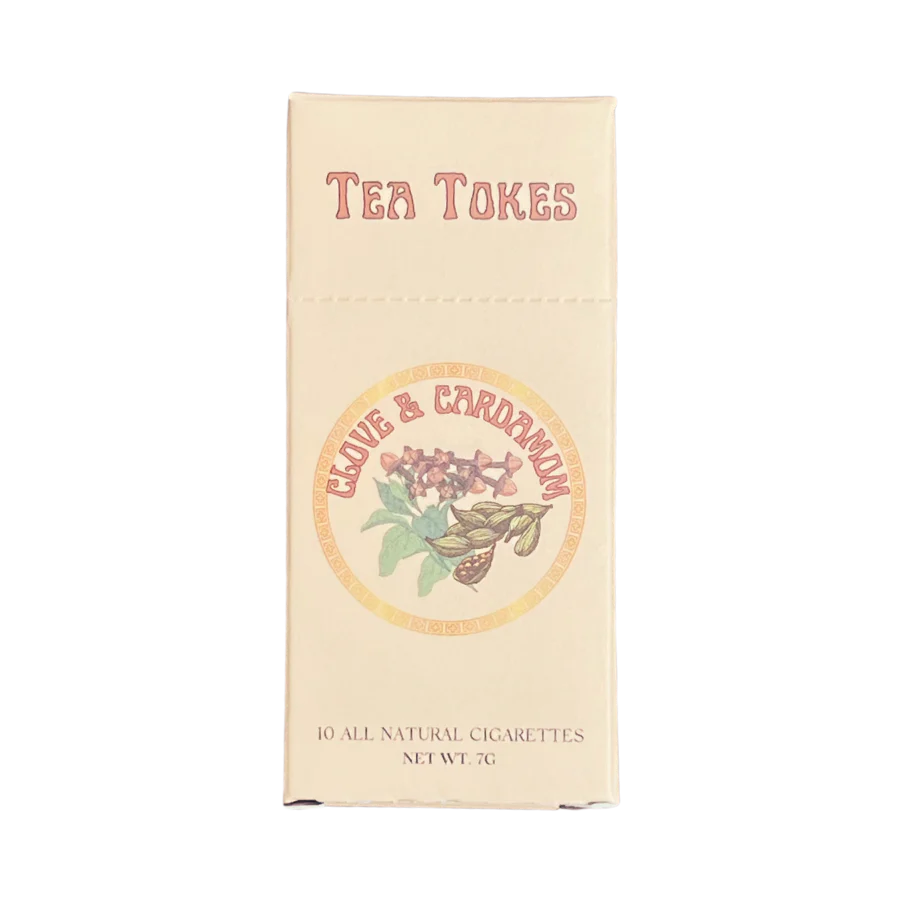 TEA TOKES
CLOVE & CARDAMOM
10 ALL NATURAL CIGARETTES
NET WT. 7G